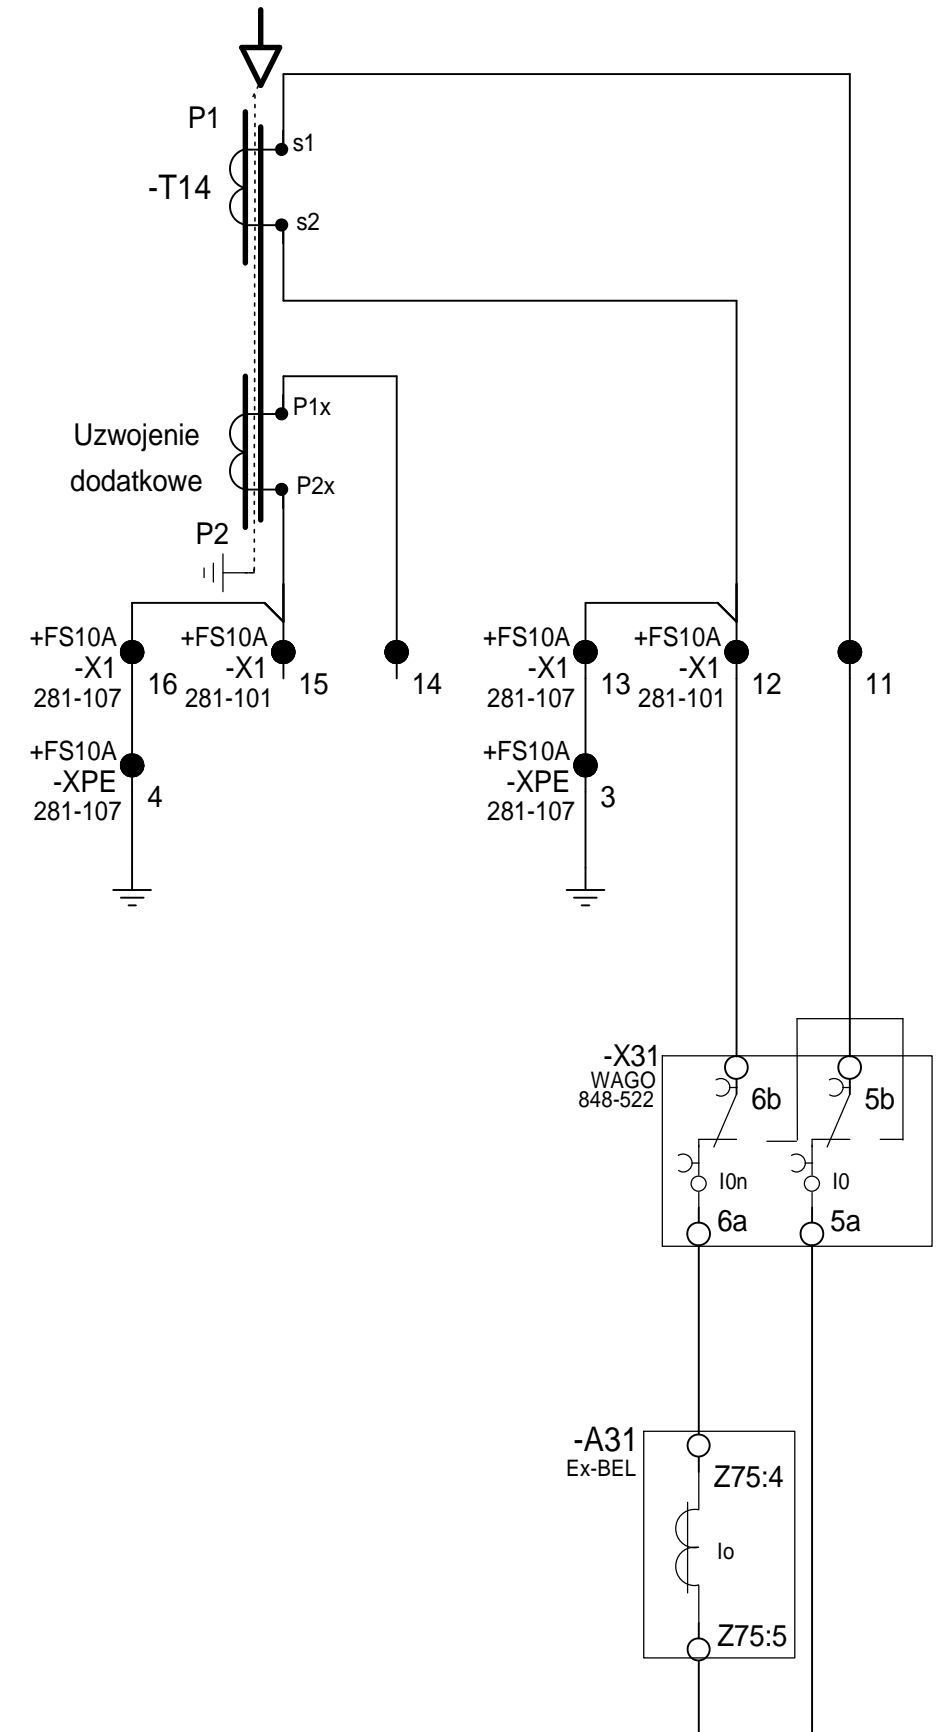 P1
s1
-T14
s2
P1x
Uzwojenie
dodatkowe
P2x
P2
+FS10A
-X1
281-107
16
+FS10A
-X1
281-101
15
14
+FS10A
-X1
281-107
13
+FS10A
-X1
281-101
12
11
+FS10A
-XPE
281-107
4
+FS10A
-XPE
281-107
3
-X31
WAGO
848-522
6b
5b
I0n
I0
6a
5a
-A31
Ex-BEL
Z75:4
Io
Z75:5